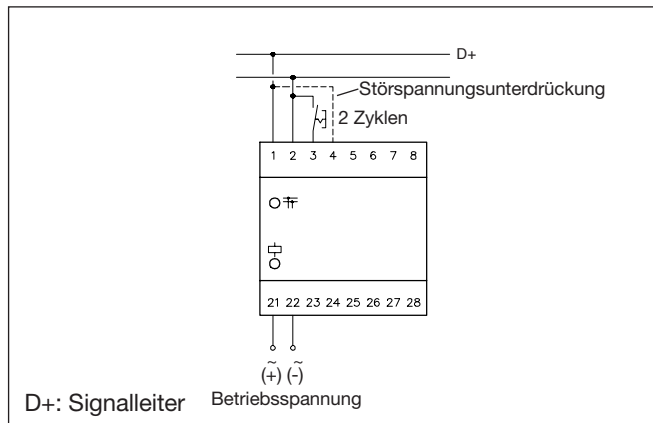 D+
Störspannungsunterdrückung
2 Zyklen
1 2 3 4 5 6 7 8
21 22 23 24 25 26 27 28
~ ~
(+) (-)
D+: Signalleiter Betriebsspannung